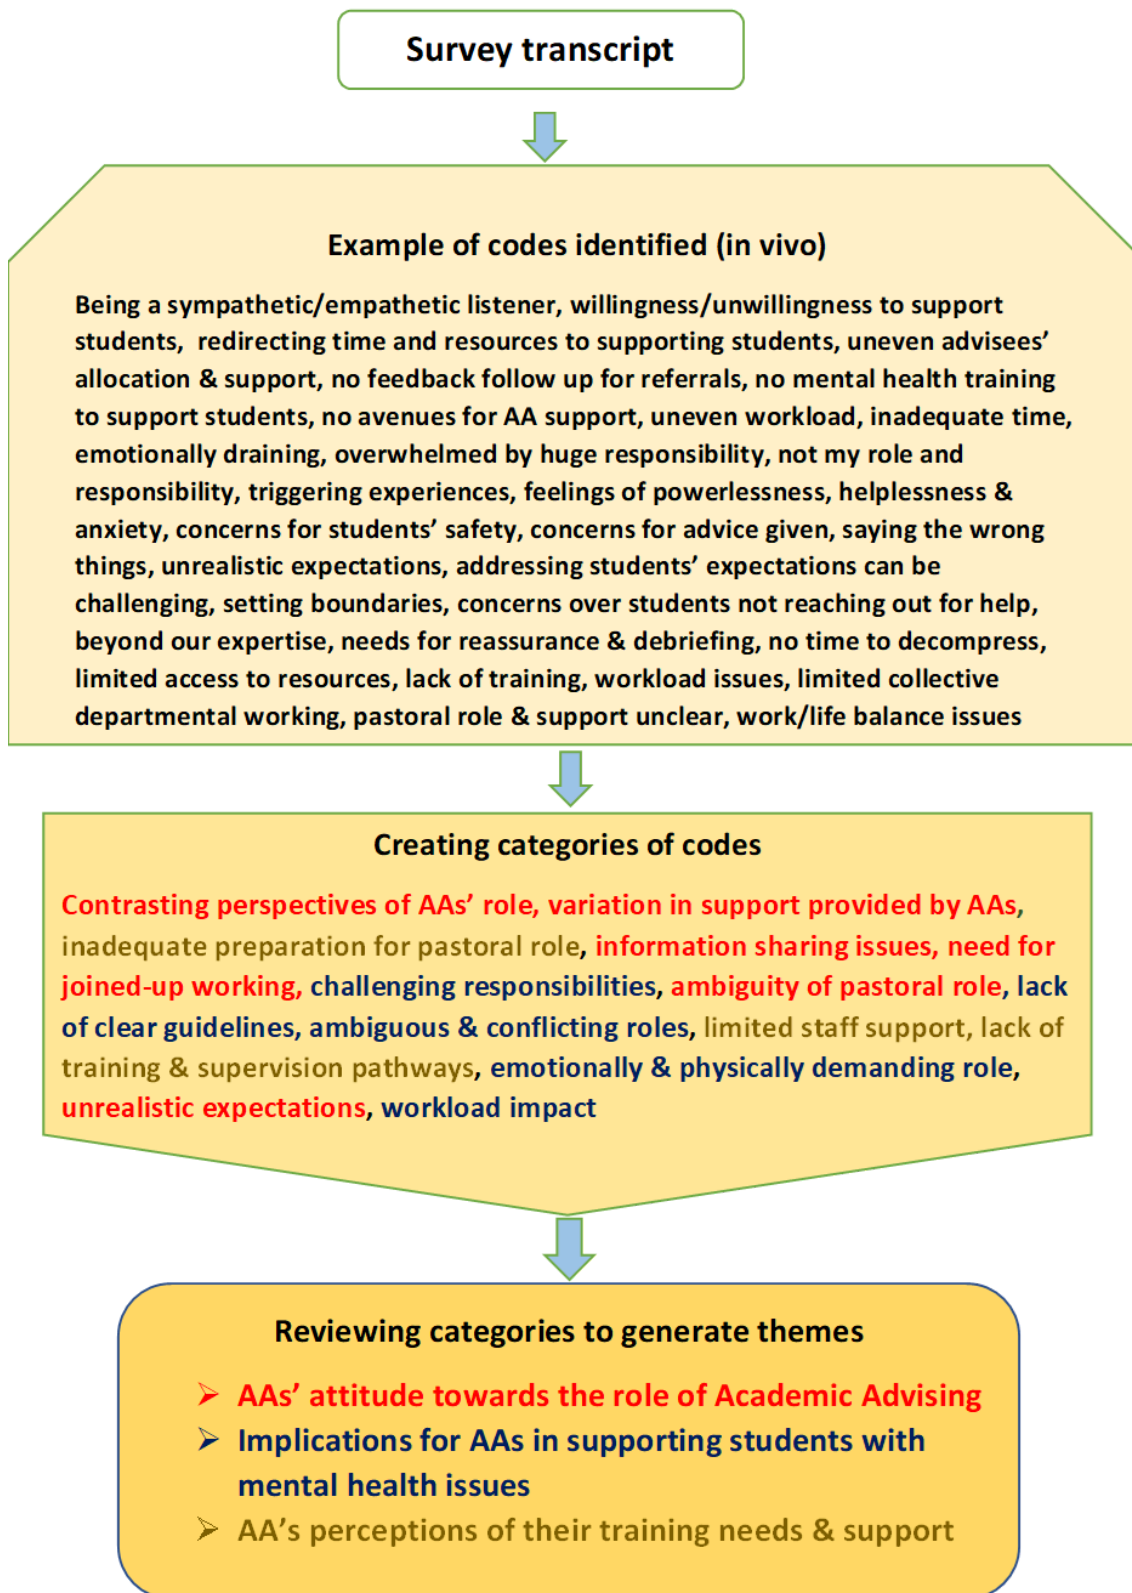 Survey transcript
Example of codes identified (in vivo)
Being a sympathetic/empathetic listener, willingness/unwillingness to support
students, redirecting time and resources to supporting students, uneven advisees’
allocation & support, no feedback follow up for referrals, no mental health training
to support students, no avenues for AA support, uneven workload, inadequate time,
emotionally draining, overwhelmed by huge responsibility, not my role and
responsibility, triggering experiences, feelings of powerlessness, helplessness &
anxiety, concerns for students’ safety, concerns for advice given, saying the wrong
things, unrealistic expectations, addressing students’ expectations can be
challenging, setting boundaries, concerns over students not reaching out for help,
beyond our expertise, needs for reassurance & debriefing, no time to decompress,
limited access to resources, lack of training, workload issues, limited collective
departmental working, pastoral role & support unclear, work/life balance issues
Creating categories of codes
Contrasting perspectives of AAs’ role, variation in support provided by AAs,
inadequate preparation for pastoral role, information sharing issues, need for
joined-up working, challenging responsibilities, ambiguity of pastoral role, lack
of clear guidelines, ambiguous & conflicting roles, limited staff support, lack of
training & supervision pathways, emotionally & physically demanding role,
unrealistic expectations, workload impact
Reviewing categories to generate themes
➢ AAs’ attitude towards the role of Academic Advising
➢ Implications for AAs in supporting students with
mental health issues
➢ AA’s perceptions of their training needs & support